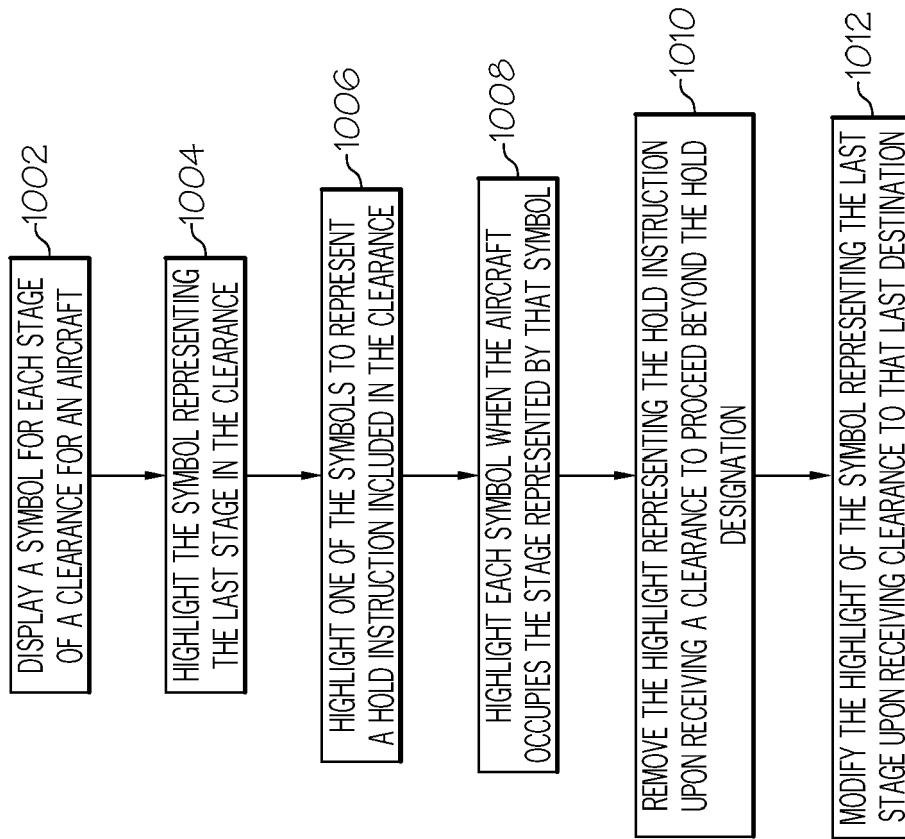 DISPLAY A SYMBOL FOR EACH STAGE
OF A CLEARANCE FOR AN AIRCRAFT
1002
HIGHLIGHT THE SYMBOL REPRESENTING
THE LAST STAGE IN THE CLEARANCE
1004
HIGHLIGHT ONE OF THE SYMBOLS TO REPRESENT
A HOLD INSTRUCTION INCLUDED IN THE CLEARANCE
1006
HIGHLIGHT EACH SYMBOL WHEN THE AIRCRAFT
OCCUPIES THE STAGE REPRESENTED BY THAT SYMBOL
1008
REMOVE THE HIGHLIGHT REPRESENTING THE HOLD INSTRUCTION
UPON RECEIVING A CLEARANCE TO PROCEED BEYOND THE HOLD
DESIGNATION
1010
MODIFY THE HIGHLIGHT OF THE SYMBOL REPRESENTING THE LAST
STAGE UPON RECEIVING CLEARANCE TO THAT LAST DESTINATION
1012